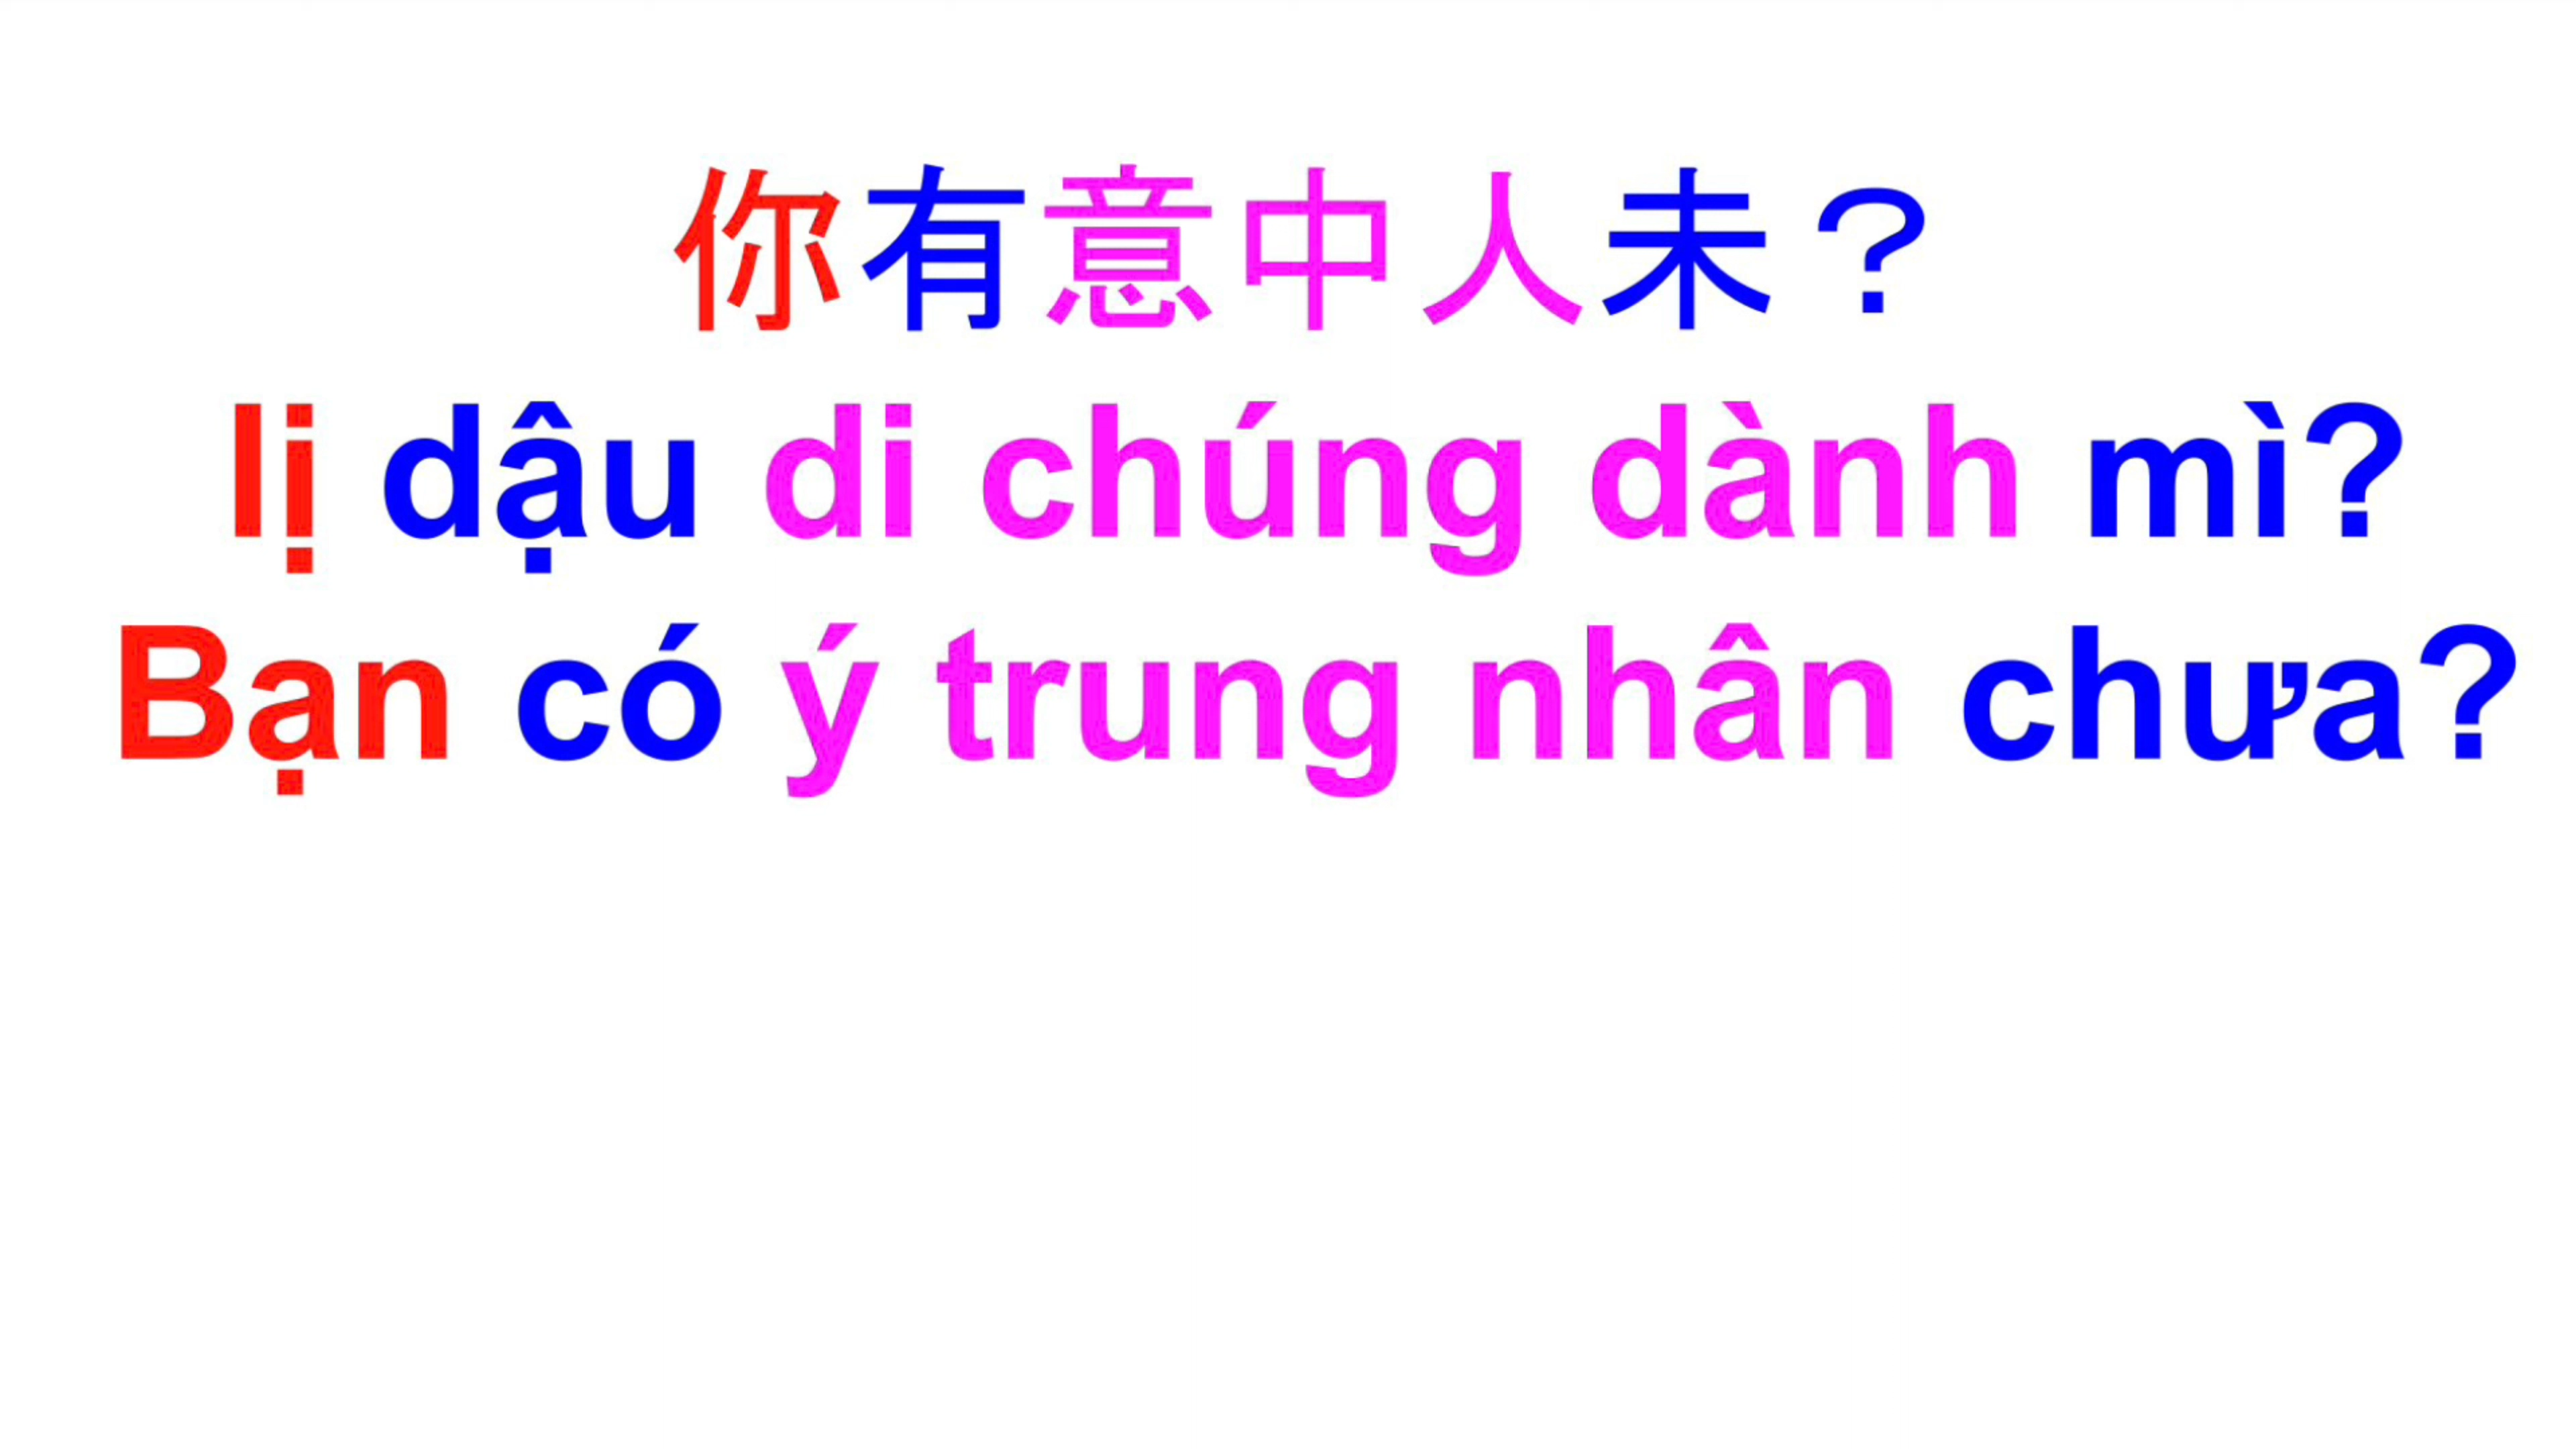 你有意中人未？
lị dậu di chúng dành mì?
Bạn có ý trung nhân chưa?